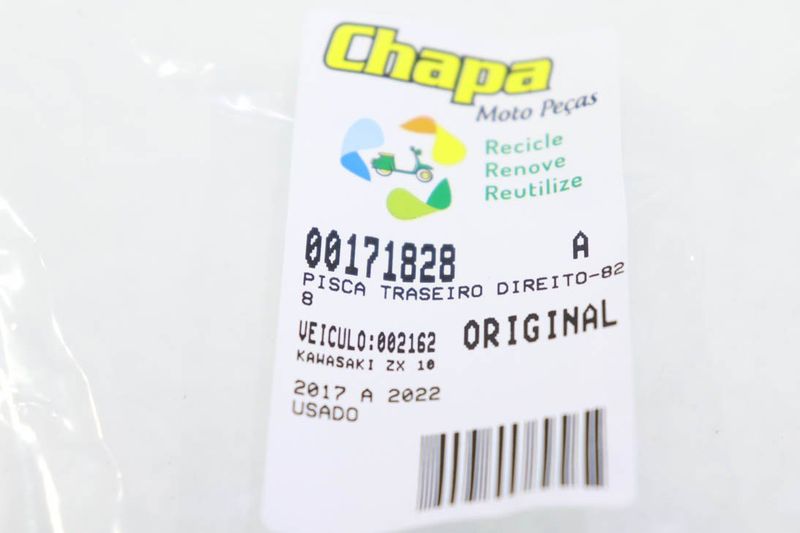 Chapa
Moto Peças
Recicle
Renove
Reutilize
00171828 A
PISCA TRASEIRO DIREITO-82
8
VEICULO:002162 ORIGINAL
KAWASAKI ZX 10
2017 A 2022
USADO